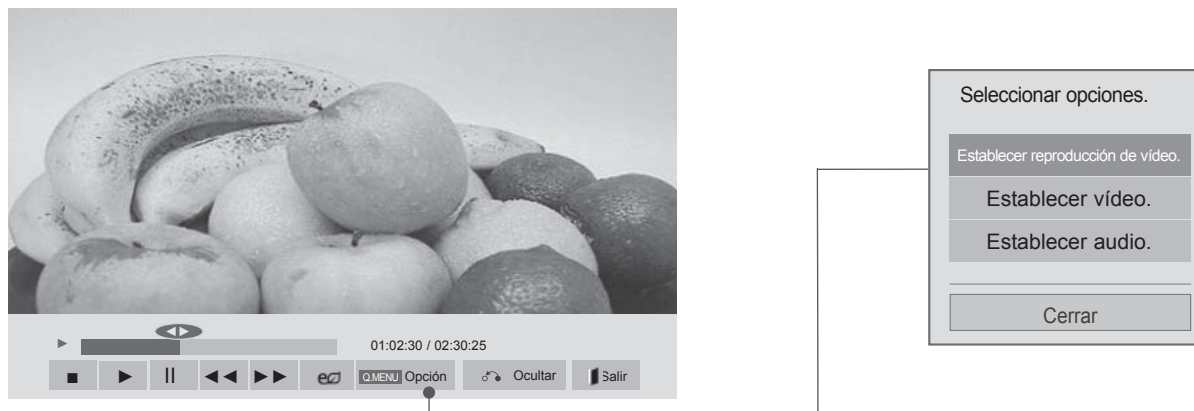 Seleccionar opciones.
Establecer reproducción de vídeo.
Establecer vídeo.
Establecer audio.
Cerrar
01:02:30 / 02:30:25
Q.MENU Opción Ocultar Salir